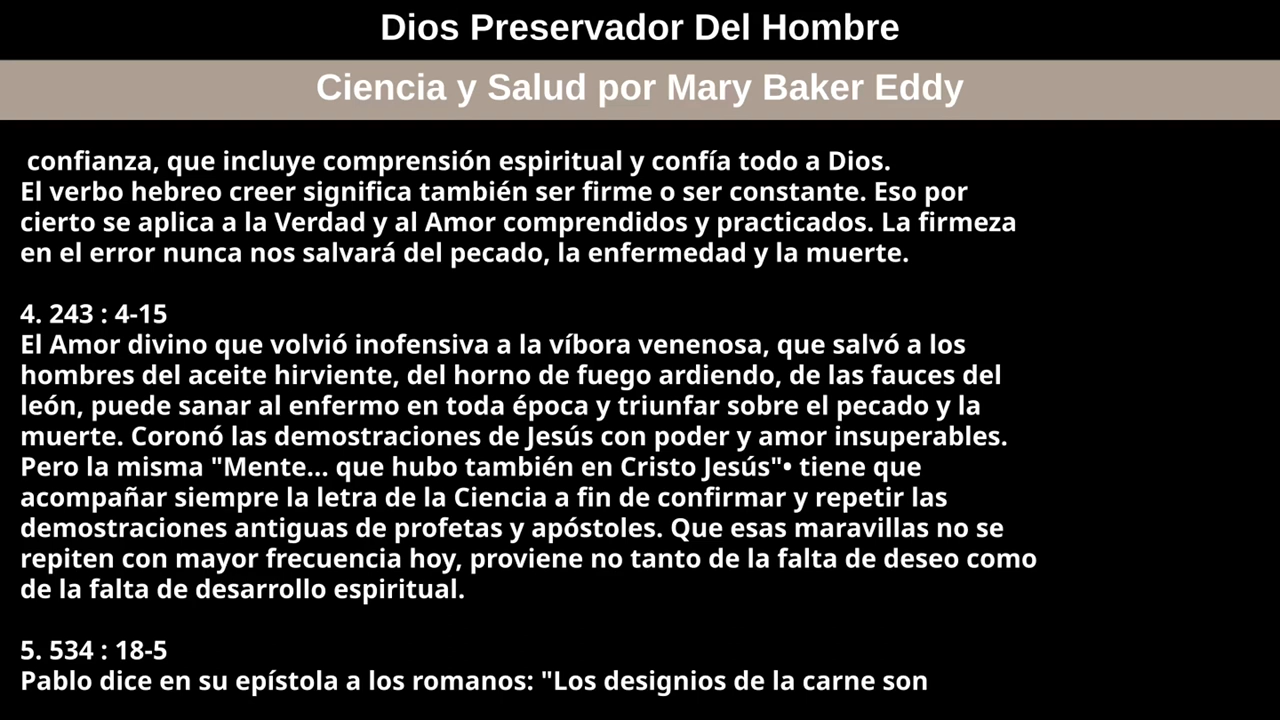 Dios Preservador Del Hombre
Ciencia y Salud por Mary Baker Eddy
confianza, que incluye comprensión espiritual y confía todo a Dios.
El verbo hebreo creer significa también ser firme o ser constante. Eso por
cierto se aplica a la Verdad y al Amor comprendidos y practicados. La firmeza
en el error nunca nos salvará del pecado, la enfermedad y la muerte.
4. 243 : 4-15
El Amor divino que volvió inofensiva a la víbora venenosa, que salvó a los
hombres del aceite hirviente, del horno de fuego ardiendo, de las fauces del
león, puede sanar al enfermo en toda época y triunfar sobre el pecado y la
muerte. Coronó las demostraciones de Jesús con poder y amor insuperables.
Pero la misma "Mente... que hubo también en Cristo Jesús"• tiene que
acompañar siempre la letra de la Ciencia a fin de confirmar y repetir las
demostraciones antiguas de profetas y apóstoles. Que esas maravillas no se
repiten con mayor frecuencia hoy, proviene no tanto de la falta de deseo como
de la falta de desarrollo espiritual.
5. 534 : 18-5
Pablo dice en su epístola a los romanos: "Los designios de la carne son